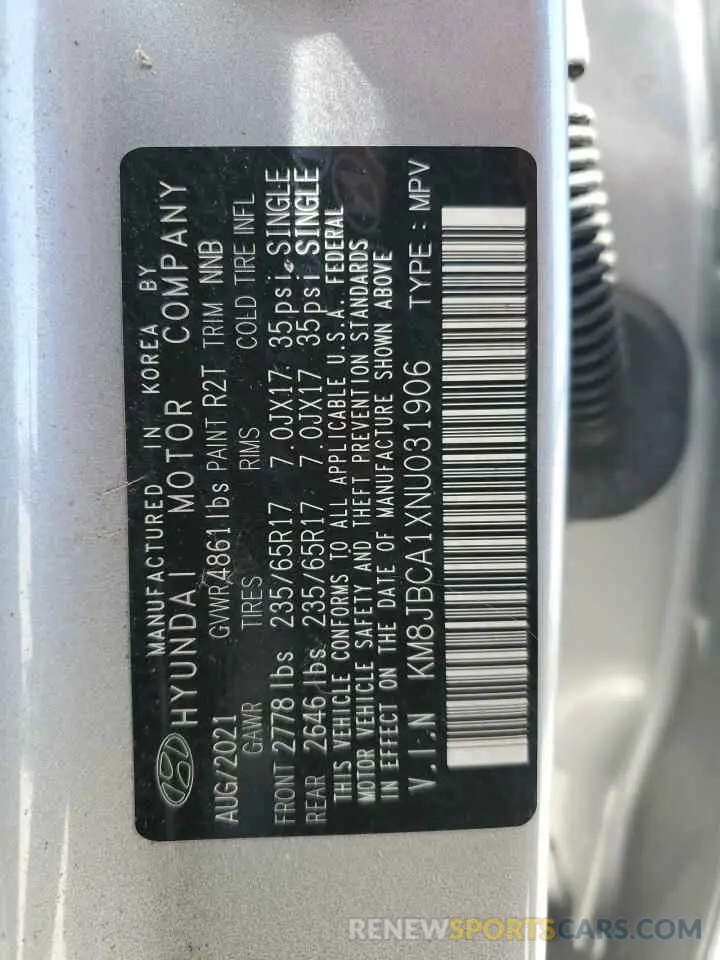 MANUFACTURED IN KOREA BY
HYUNDAI MOTOR COMPANY
AUG/2021 GVWR4861lbs PAINT R2T TRIM NNB
GAWR TIRES RIMS COLD TIRE INFL
FRONT 2778 lbs 235/65R17 7.0JX17 35psi. SINGLE
REAR 2646 lbs 235/65R17 7.0JX17 35psi SINGLE
THIS VEHICLE CONFORMS TO ALL APPLICABLE U.S.A. FEDERAL
MOTOR VEHICLE SAFETY AND THEFT PREVENTION STANDARDS
IN EFFECT ON THE DATE OF MANUFACTURE SHOWN ABOVE
V.I.N KM8JBCA1XNU031906 TYPE : MPV
RENEWSPORTSCARS.COM